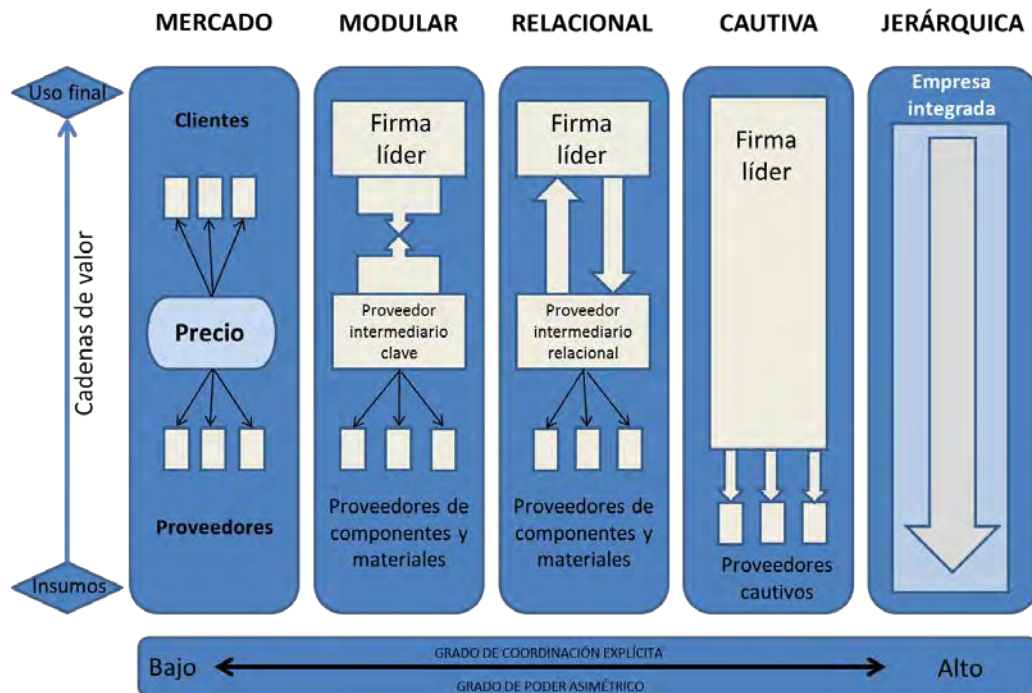 MERCADO
MODULAR
RELACIONAL
CAUTIVA
JERÁRQUICA
Uso final
Cadenas de valor
Insumos
Clientes
Precio
Proveedores
Firma
líder
Proveedor
intermediario
clave
Proveedores de
componentes y
materiales
Firma
líder
Proveedor
intermediario
relacional
Proveedores de
componentes y
materiales
Firma
líder
Proveedores
cautivos
Empresa
integrada
Bajo
GRADO DE COORDINACIÓN EXPLÍCITA
GRADO DE PODER ASIMÉTRICO
Alto